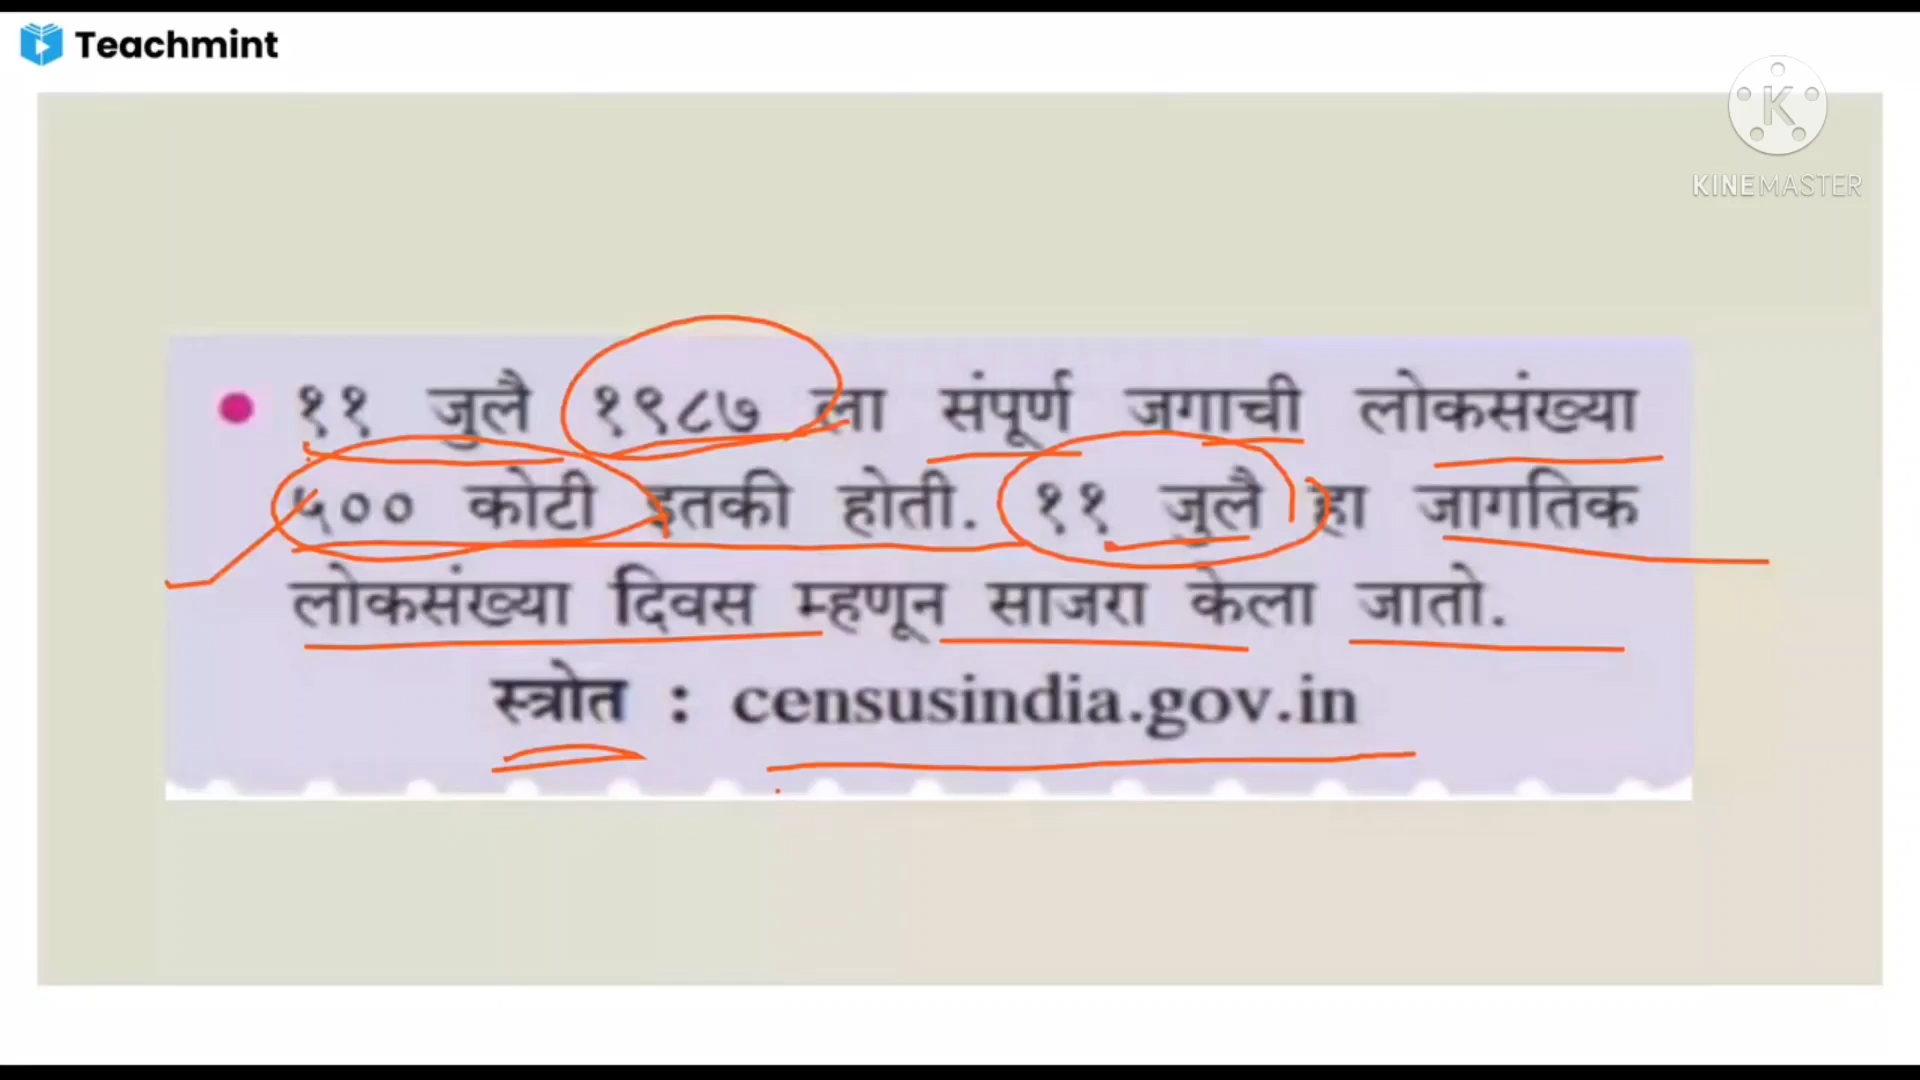 Teachmint
KINEMASTER
११ जुलै १९८७ ला संपूर्ण जगाची लोकसंख्या
५०० कोटी इतकी होती. ११ जुलै हा जागतिक
लोकसंख्या दिवस म्हणून साजरा केला जातो.
स्त्रोत : censusindia.gov.in